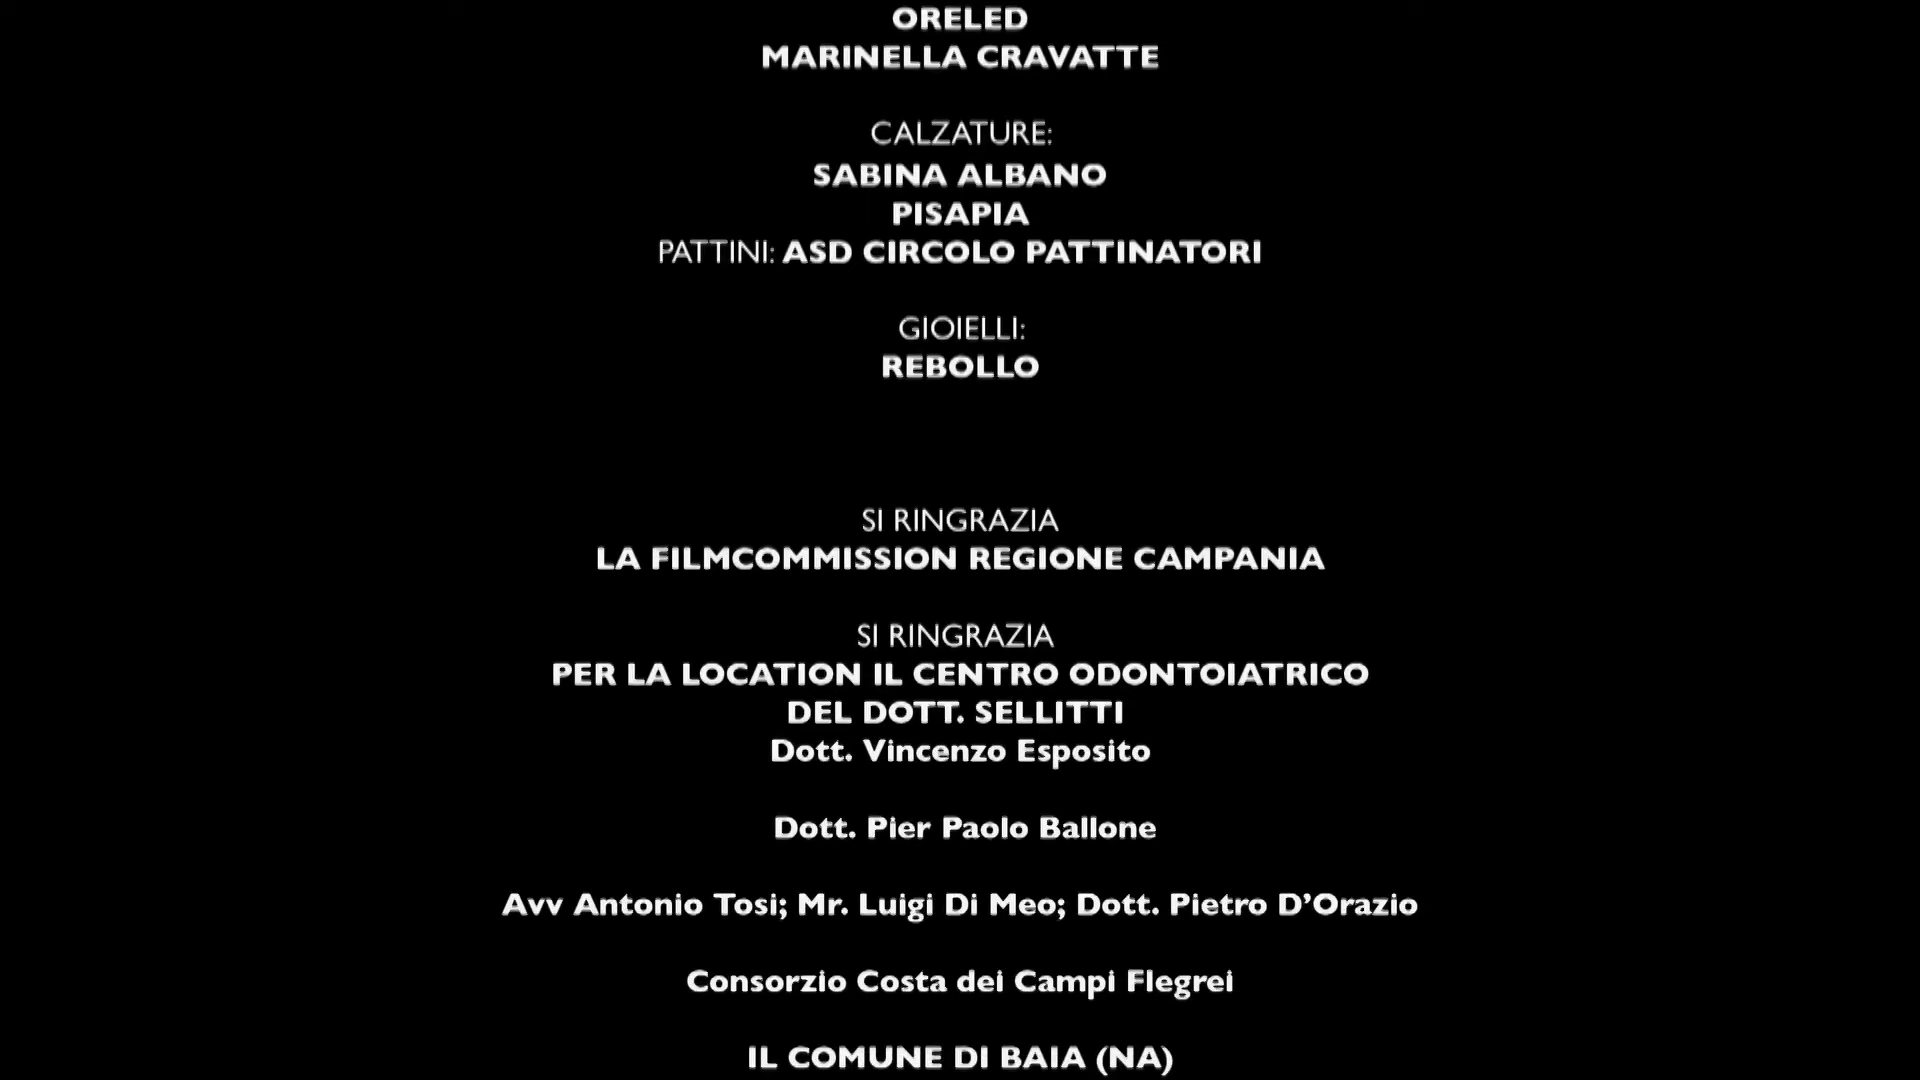 ORELED
MARINELLA CRAVATTE
CALZATURE:
SABINA ALBANO
PISAPIA
PATTINI: ASD CIRCOLO PATTINATORI
GIOIELLI:
REBOLLO
SI RINGRAZIA
LA FILMCOMMISSION REGIONE CAMPANIA
SI RINGRAZIA
PER LA LOCATION IL CENTRO ODONTOIATRICO
DEL DOTT. SELLITTI
Dott. Vincenzo Esposito
Dott. Pier Paolo Ballone
Avv Antonio Tosi; Mr. Luigi Di Meo; Dott. Pietro D’Orazio
Consorzio Costa dei Campi Flegrei
IL COMUNE DI BAIA (NA)